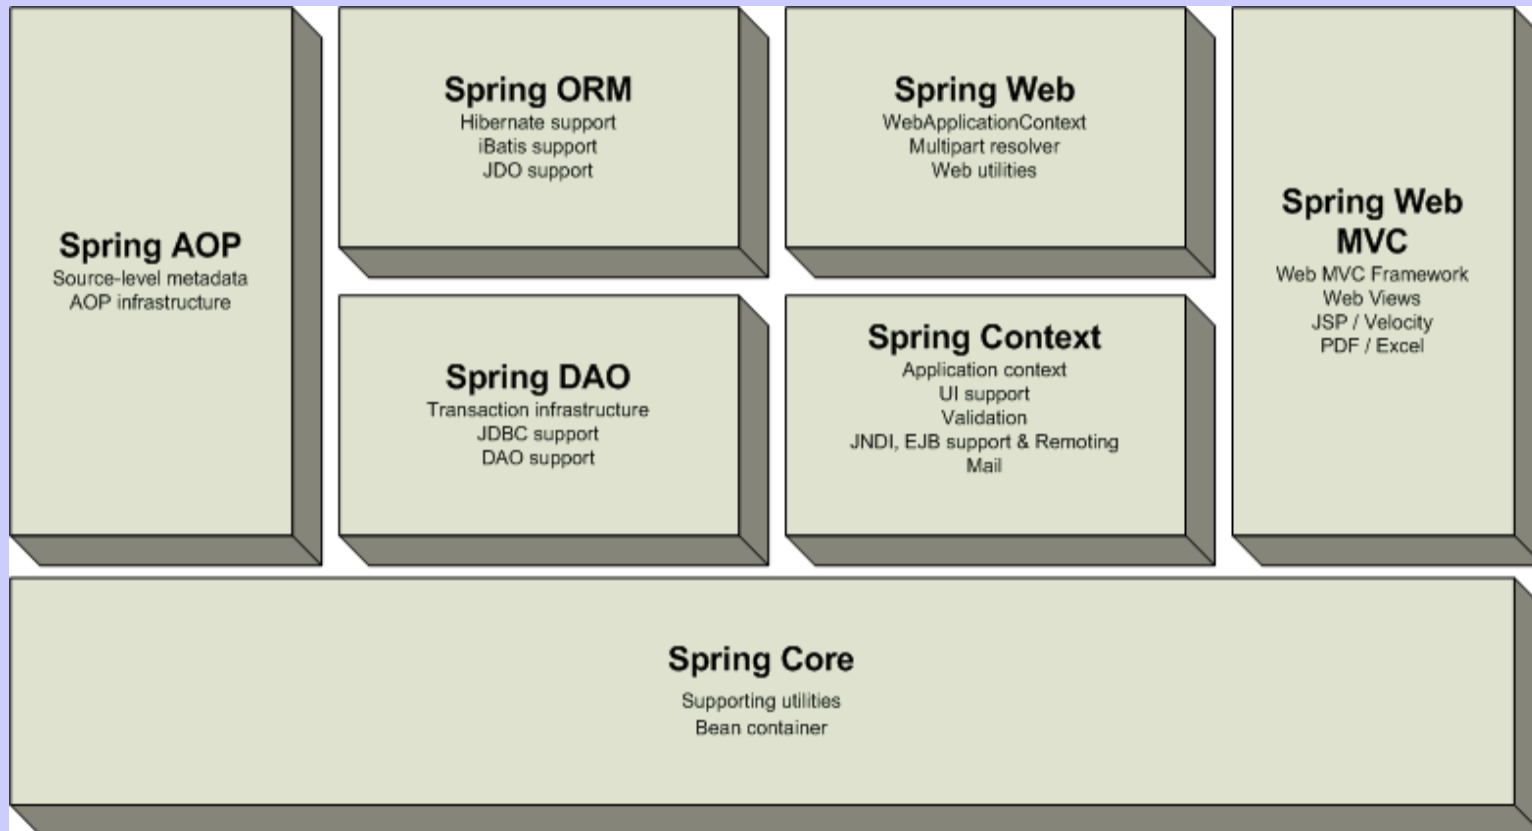 Spring AOP
Source-level metadata
AOP infrastructure
Spring ORM
Hibernate support
iBatis support
JDO support
Spring DAO
Transaction infrastructure
JDBC support
DAO support
Spring Web
WebApplicationContext
Multipart resolver
Web utilities
Spring Context
Application context
UI support
Validation
JNDI, EJB support & Remoting
Mail
Spring Web
MVC
Web MVC Framework
Web Views
JSP / Velocity
PDF / Excel
Spring Core
Supporting utilities
Bean container